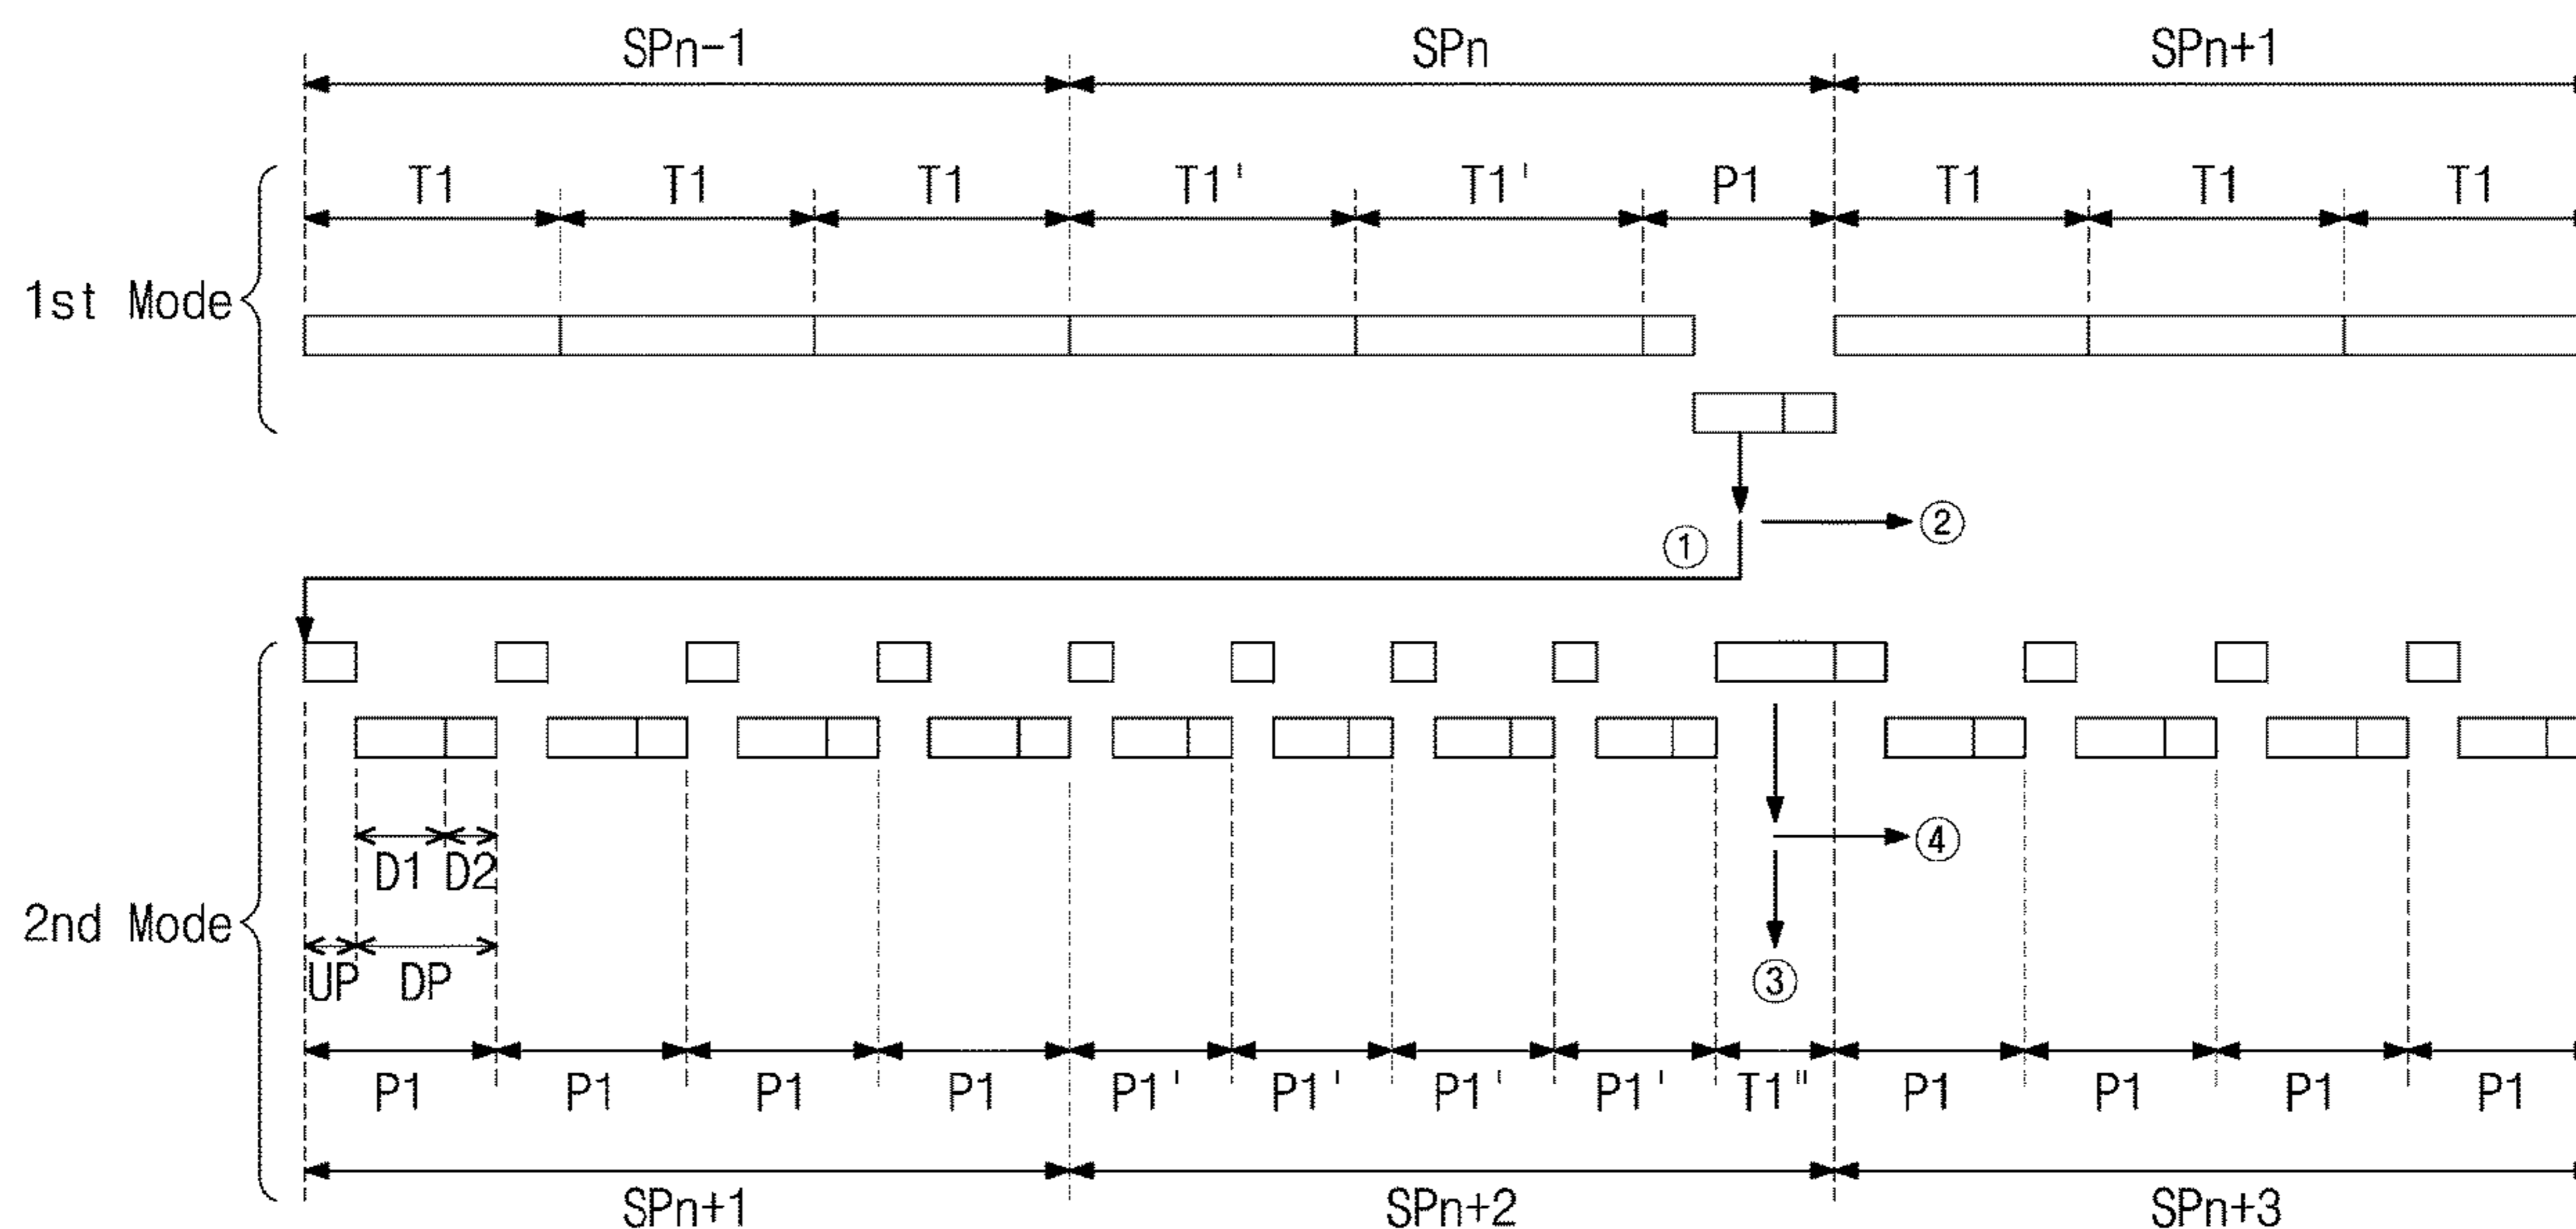 SPn-1 SPn SPn+1
T1 T1 T1 T1' T1' P1 T1 T1 T1
1st Mode
②
①
D1 D2 ④
2nd Mode
UP DP ③
P1 P1 P1 P1 P1' P1' P1' P1' T1" P1 P1 P1 P1
SPn+1 SPn+2 SPn+3